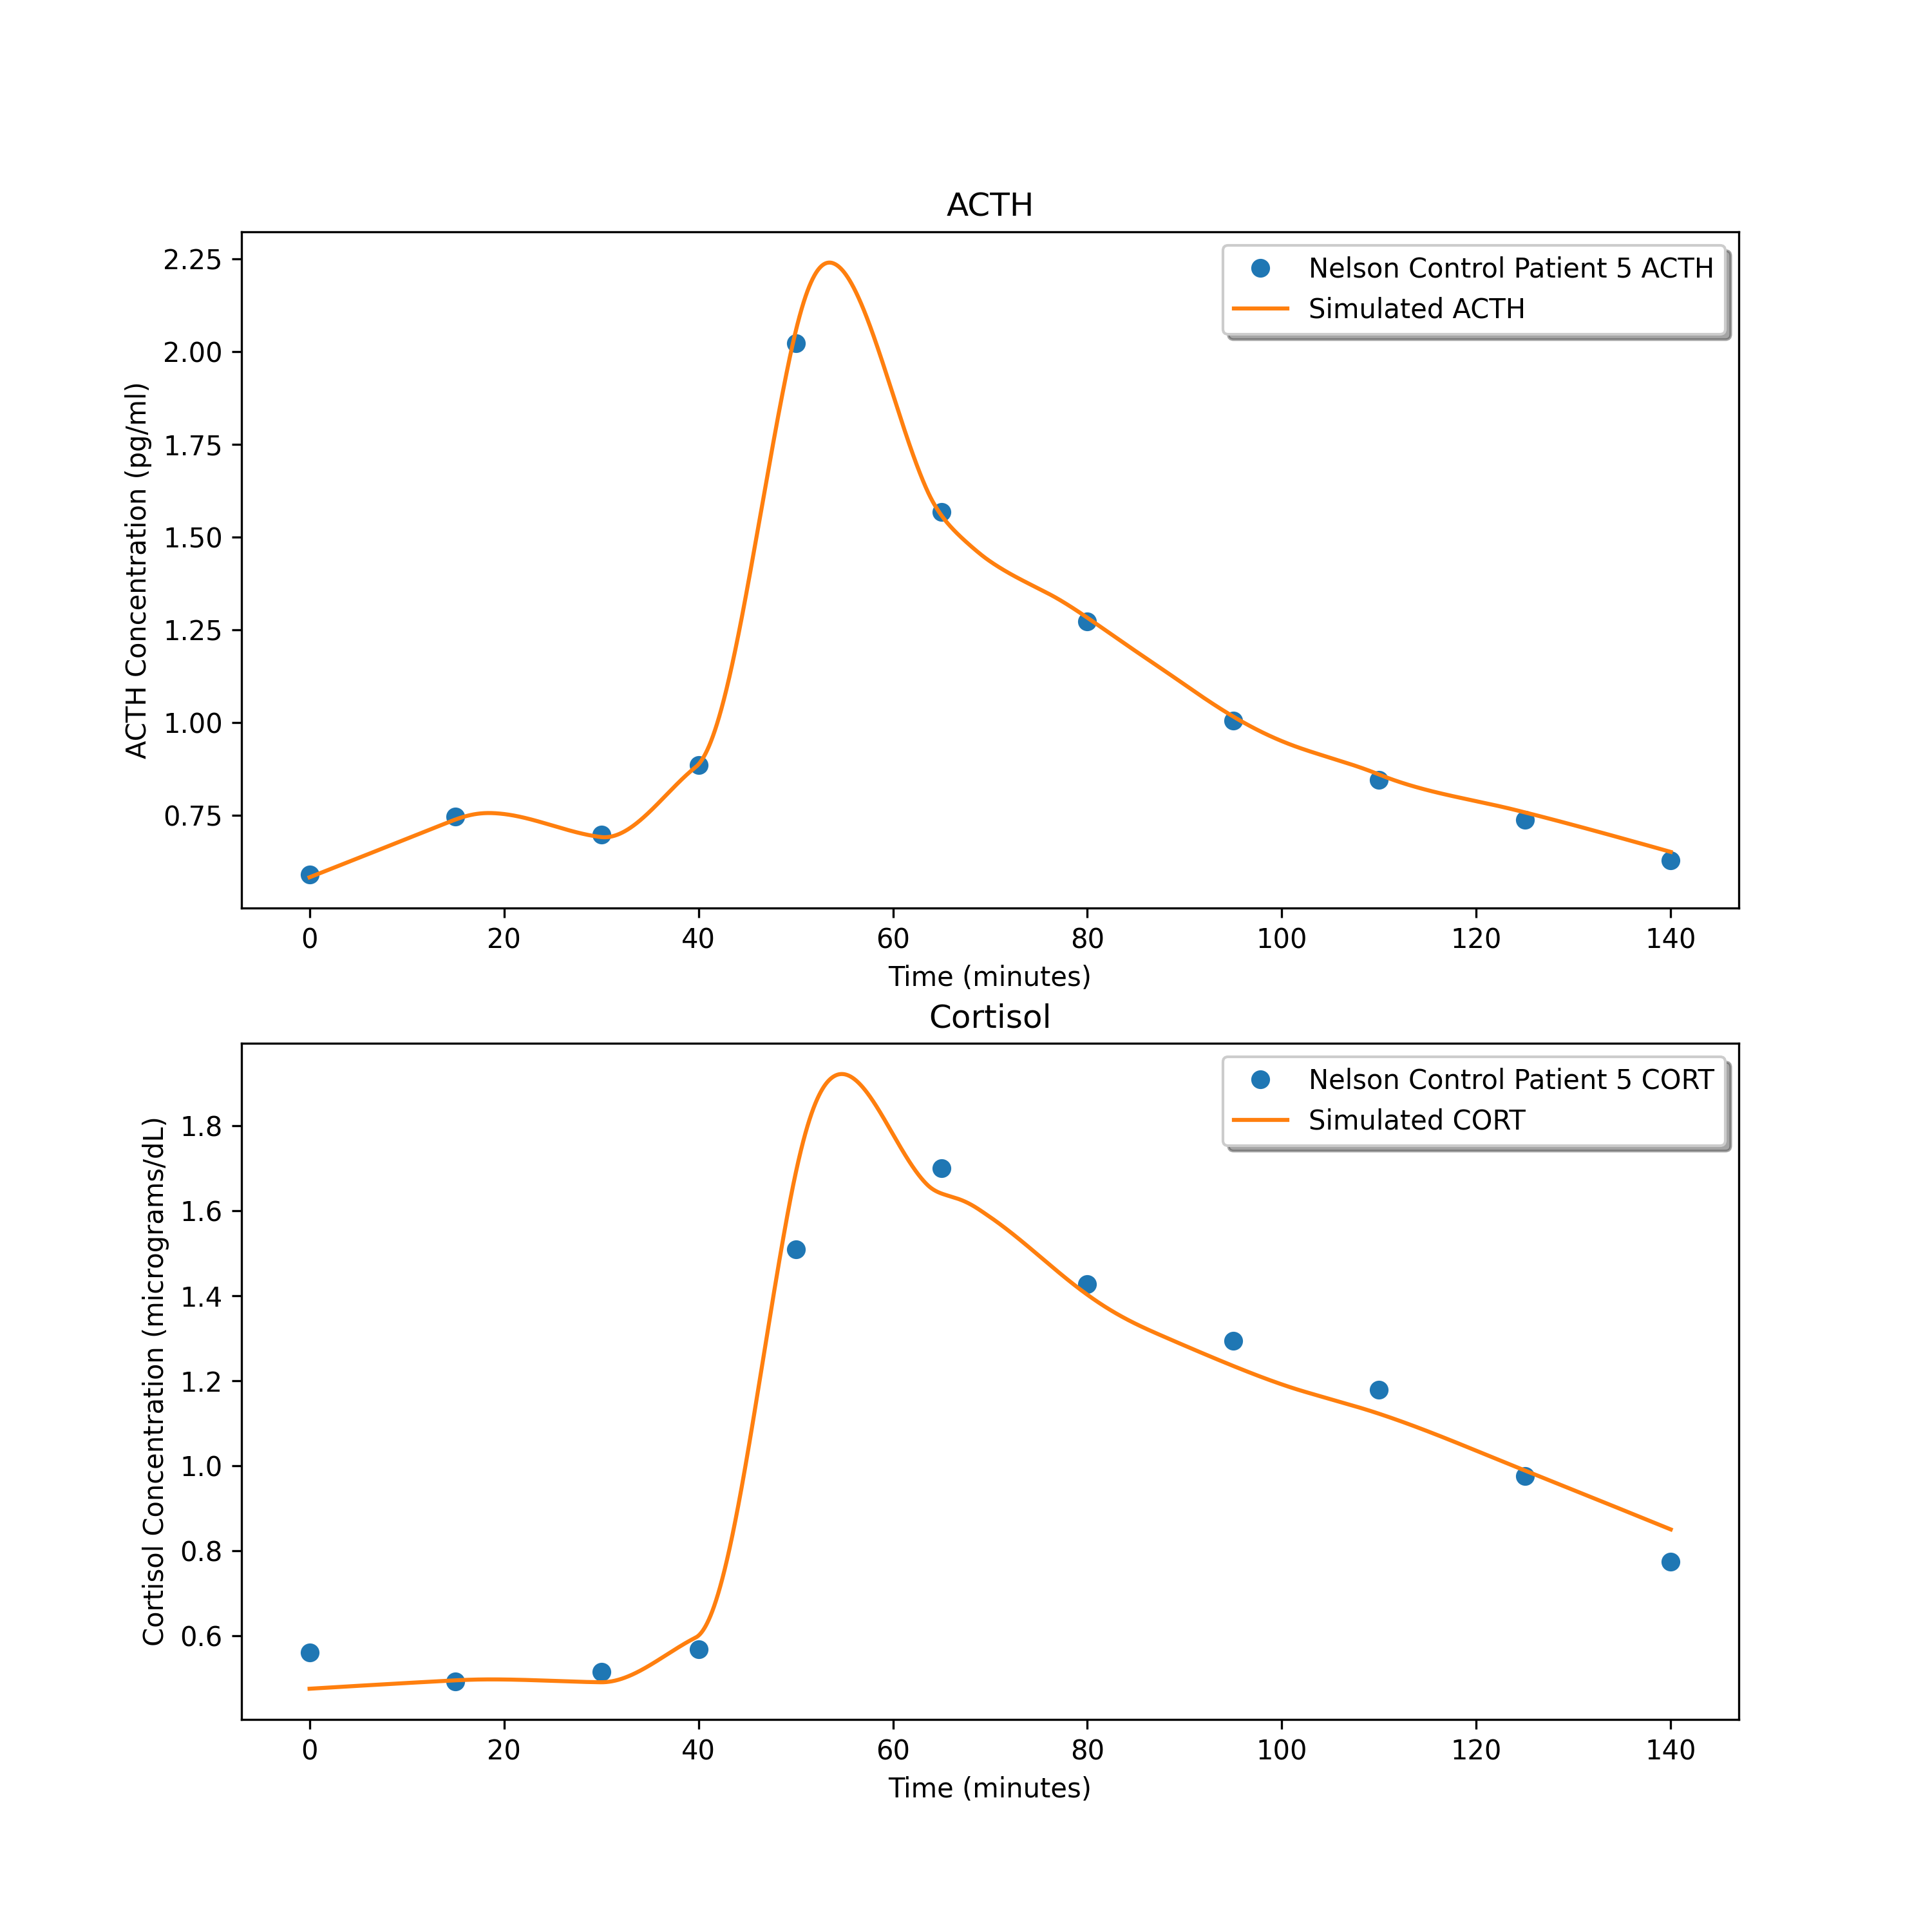 ACTH
2.25
2.00
1.75
1.50
1.25
1.00
0.75
ACTH Concentration (pg/ml)
Nelson Control Patient 5 ACTH
Simulated ACTH
0 20 40 60 80 100 120 140
Time (minutes)
Cortisol
1.8
1.6
1.4
1.2
1.0
0.8
0.6
Cortisol Concentration (micrograms/dL)
Nelson Control Patient 5 CORT
Simulated CORT
0 20 40 60 80 100 120 140
Time (minutes)